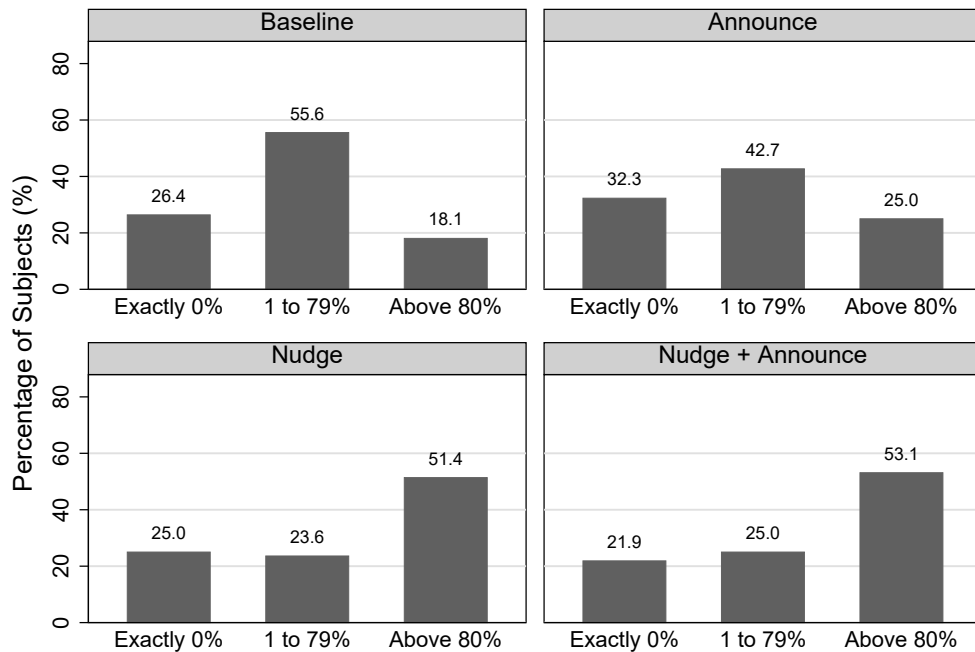 Baseline
Announce
Percentage of Subjects (%)
80
60
40
20
0
26.4
55.6
18.1
32.3
42.7
25.0
Exactly 0%
1 to 79%
Above 80%
Exactly 0%
1 to 79%
Above 80%
Nudge
Nudge + Announce
80
60
40
20
0
25.0
23.6
51.4
21.9
25.0
53.1
Exactly 0%
1 to 79%
Above 80%
Exactly 0%
1 to 79%
Above 80%